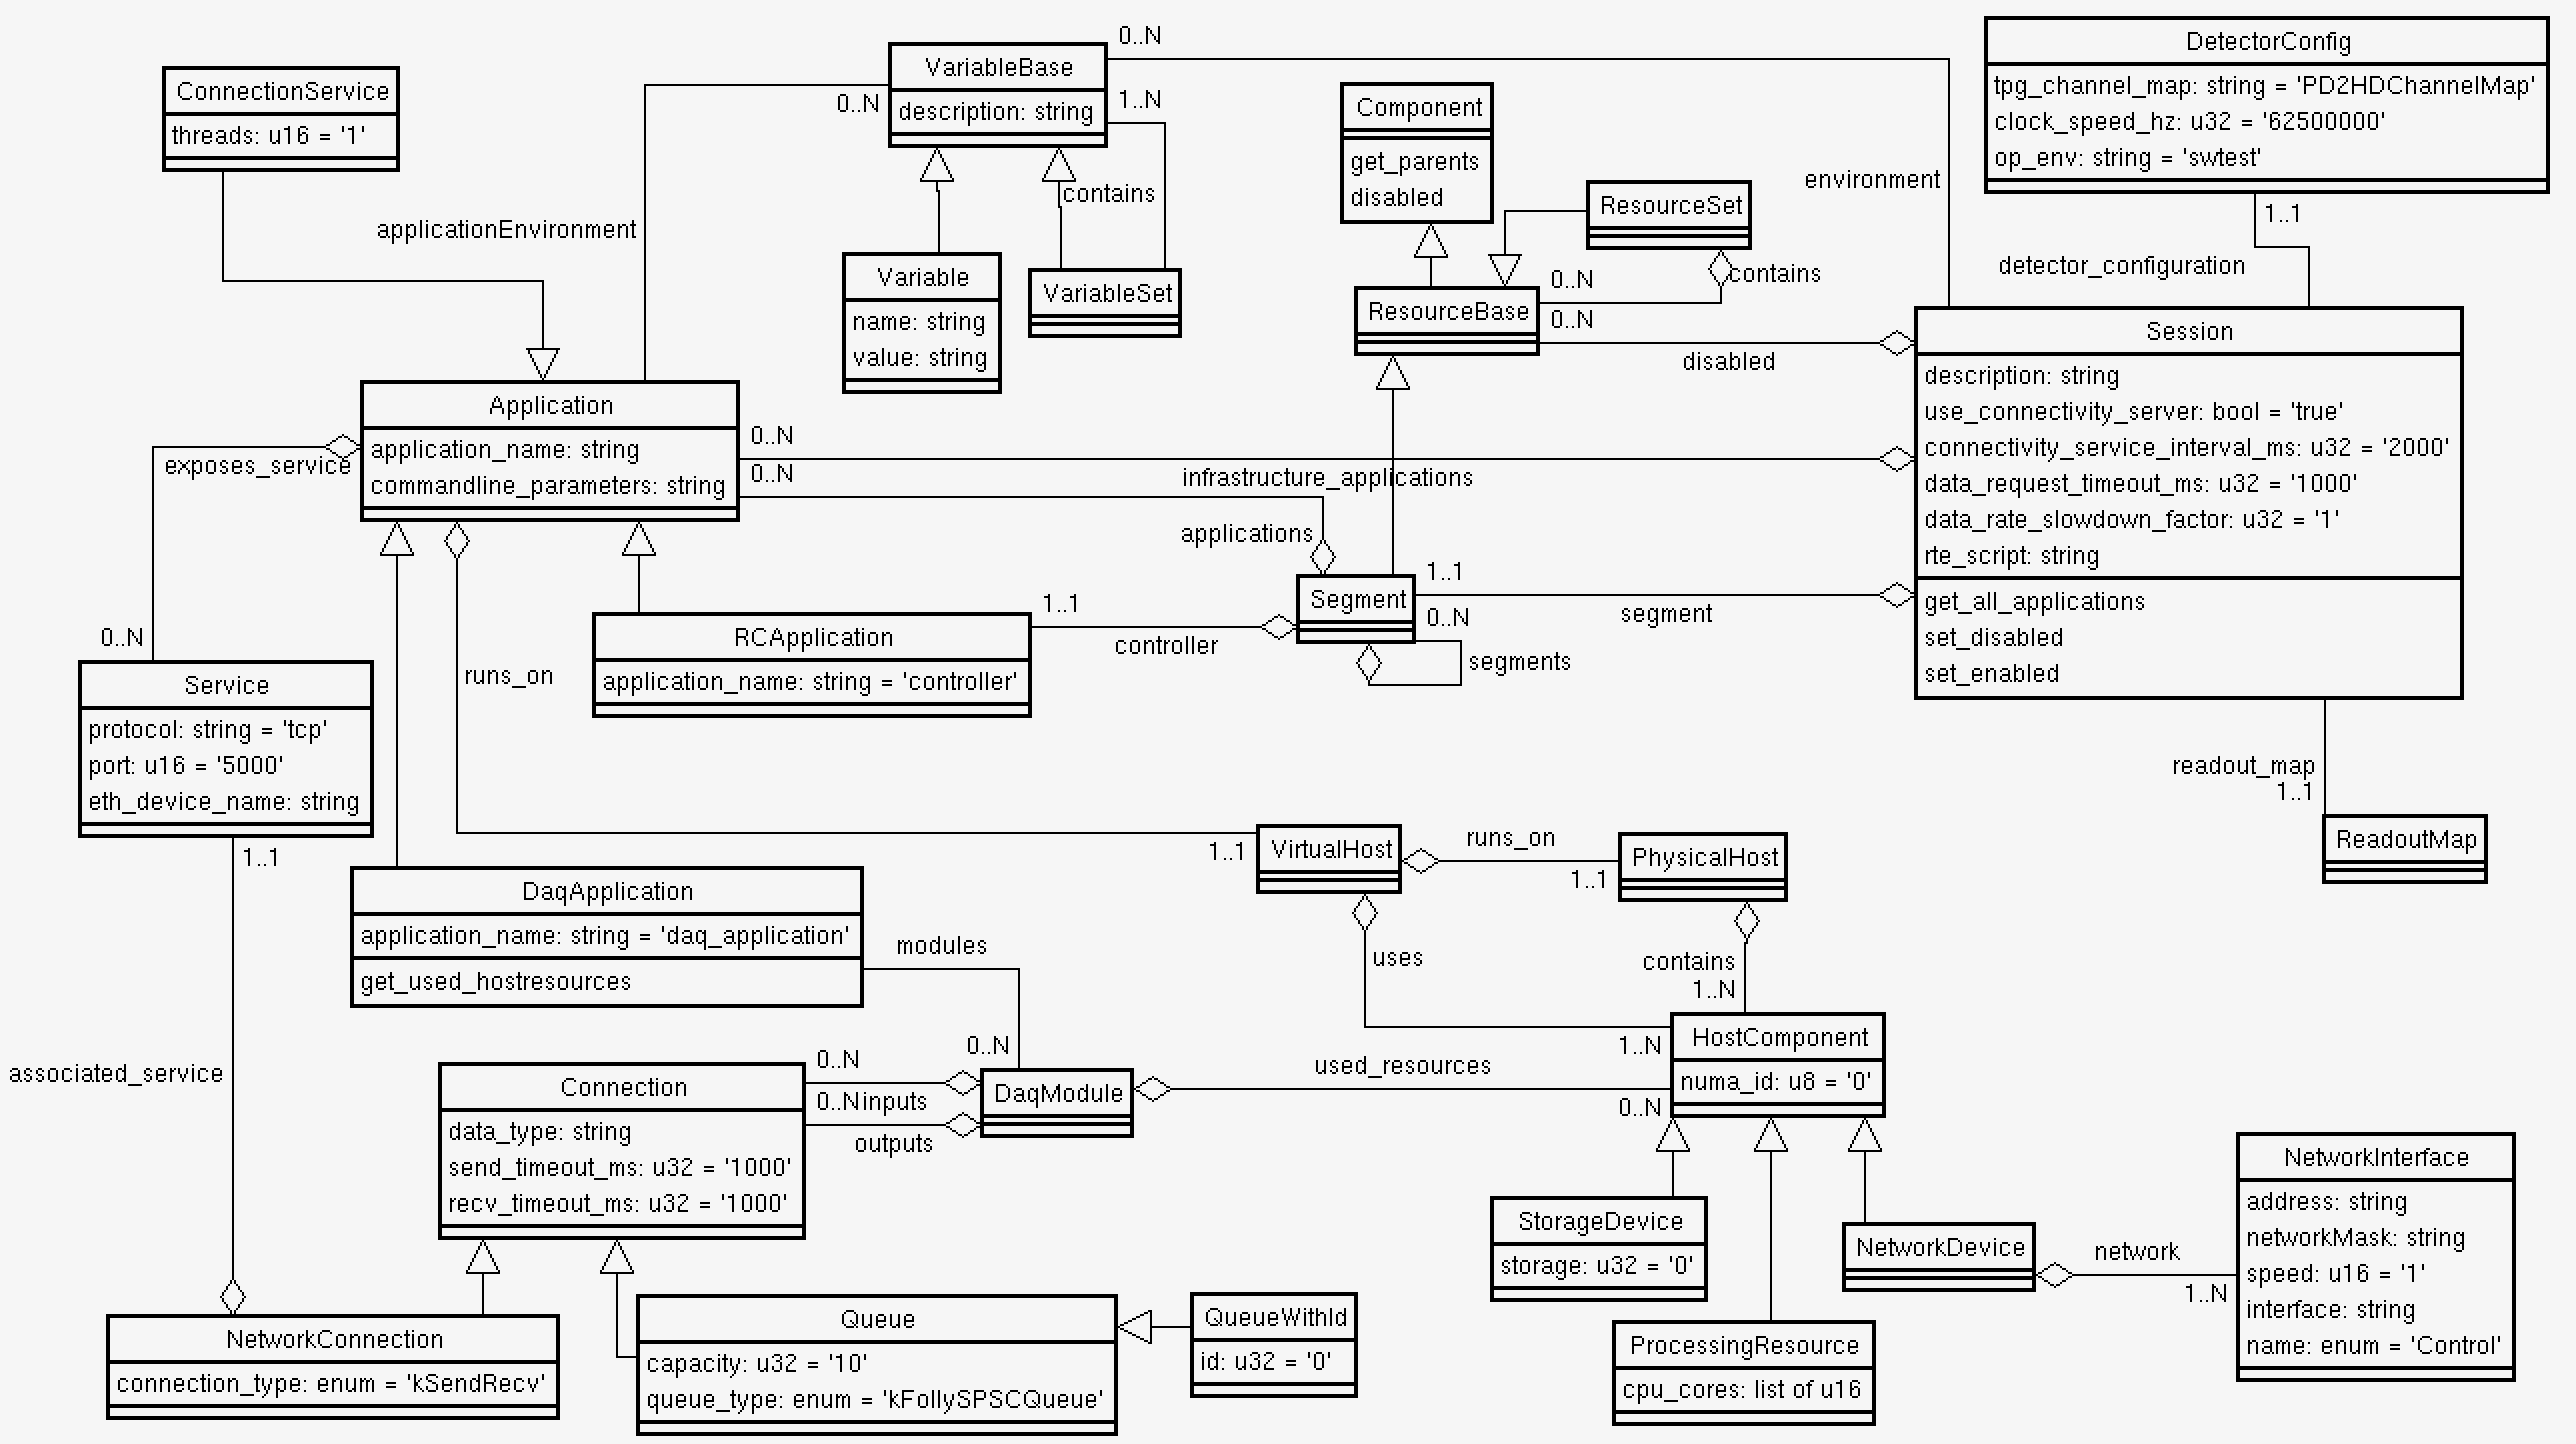 ConnectionService
threads: u16 = '1'
VariableBase
description: string
0..N
0..N
1..N
contains
applicationEnvironment
Variable
name: string
value: string
VariableSet
Component
get_parents
disabled
ResourceSet
contains
0..N
ResourceBase
0..N
disabled
environment
DetectorConfig
tpg_channel_map: string = 'PD2HDChannelMap'
clock_speed_hz: u32 = '62500000'
op_env: string = 'swtest'
1..1
detector_configuration
Session
description: string
use_connectivity_server: bool = 'true'
connectivity_service_interval_ms: u32 = '2000'
data_request_timeout_ms: u32 = '1000'
data_rate_slowdown_factor: u32 = '1'
rte_script: string
get_all_applications
set_disabled
set_enabled
Application
application_name: string
commandline_parameters: string
exposes_service
0..N
0..N
infrastructure_applications
applications
Segment
1..1
0..N
segment
segments
1..1
controller
RCApplication
application_name: string = 'controller'
runs_on
0..N
Service
protocol: string = 'tcp'
port: u16 = '5000'
eth_device_name: string
1..1
readout_map
1..1
ReadoutMap
VirtualHost
1..1
runs_on
1..1
PhysicalHost
uses
contains
1..N
1..N
HostComponent
numa_id: u8 = '0'
0..N
used_resources
DaqApplication
application_name: string = 'daq_application'
get_used_hostresources
modules
0..N
DaqModule
0..N
0..N
inputs
outputs
associated_service
Connection
data_type: string
send_timeout_ms: u32 = '1000'
recv_timeout_ms: u32 = '1000'
NetworkConnection
connection_type: enum = 'kSendRecv'
Queue
capacity: u32 = '10'
queue_type: enum = 'kFollySPSCQueue'
QueueWithId
id: u32 = '0'
StorageDevice
storage: u32 = '0'
ProcessingResource
cpu_cores: list of u16
NetworkDevice
network
1..N
NetworkInterface
address: string
networkMask: string
speed: u16 = '1'
interface: string
name: enum = 'Control'